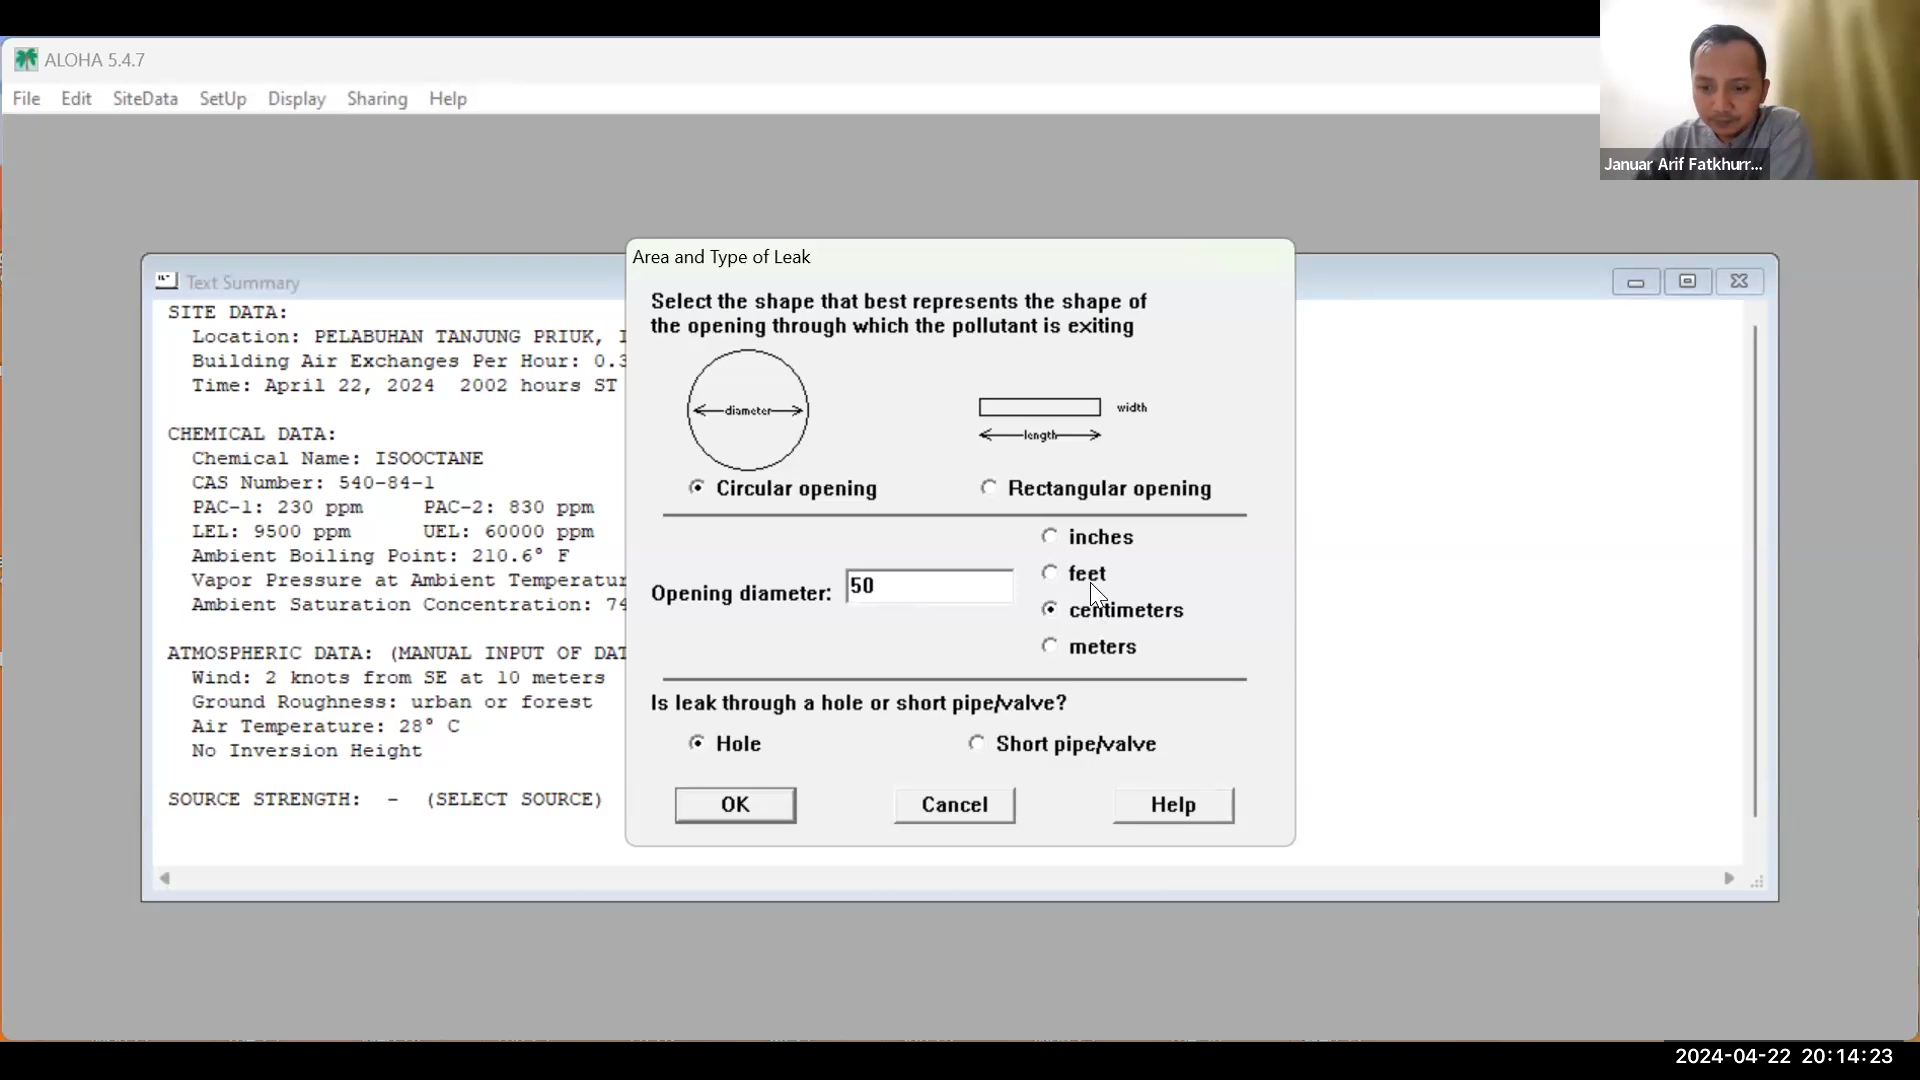 ALOHA 5.4.7
File Edit SiteData SetUp Display Sharing Help
Januar Arif Fatkhurr...
Text Summary
SITE DATA:
Location: PELABUHAN TANJUNG PRIUK,
Building Air Exchanges Per Hour: 0.3
Time: April 22, 2024 2002 hours ST
CHEMICAL DATA:
Chemical Name: ISOOCTANE
CAS Number: 540-84-1
PAC-1: 230 ppm PAC-2: 830 ppm
LEL: 9500 ppm UEL: 60000 ppm
Ambient Boiling Point: 210.6° F
Vapor Pressure at Ambient Temperatur
Ambient Saturation Concentration: 74
ATMOSPHERIC DATA: (MANUAL INPUT OF DAT
Wind: 2 knots from SE at 10 meters
Ground Roughness: urban or forest
Air Temperature: 28° C
No Inversion Height
SOURCE STRENGTH: - (SELECT SOURCE)
Area and Type of Leak
Select the shape that best represents the shape of
the opening through which the pollutant is exiting
diameter
width
length
Circular opening Rectangular opening
inches
feet
Opening diameter: 50
centimeters
meters
Is leak through a hole or short pipe/valve?
Hole Short pipe/valve
OK Cancel Help
2024-04-22 20:14:23